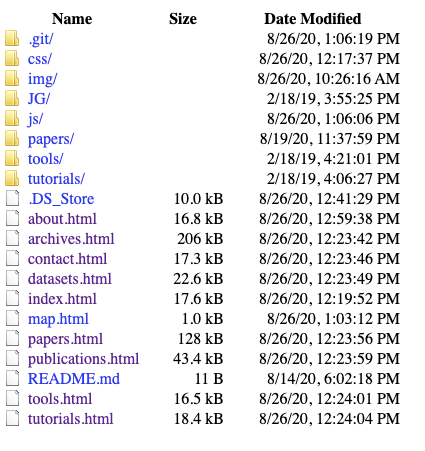 Name Size Date Modified
.git/ 8/26/20, 1:06:19 PM
css/ 8/26/20, 12:17:37 PM
img/ 8/26/20, 10:26:16 AM
JG/ 2/18/19, 3:55:25 PM
js/ 8/26/20, 1:06:06 PM
papers/ 8/19/20, 11:37:59 PM
tools/ 2/18/19, 4:21:01 PM
tutorials/ 2/18/19, 4:06:27 PM
.DS_Store 10.0 kB 8/26/20, 12:41:29 PM
about.html 16.8 kB 8/26/20, 12:59:38 PM
archives.html 206 kB 8/26/20, 12:23:42 PM
contact.html 17.3 kB 8/26/20, 12:23:46 PM
datasets.html 22.6 kB 8/26/20, 12:23:49 PM
index.html 17.6 kB 8/26/20, 12:19:52 PM
map.html 1.0 kB 8/26/20, 1:03:12 PM
papers.html 128 kB 8/26/20, 12:23:56 PM
publications.html 43.4 kB 8/26/20, 12:23:59 PM
README.md 11 B 8/14/20, 6:02:18 PM
tools.html 16.5 kB 8/26/20, 12:24:01 PM
tutorials.html 18.4 kB 8/26/20, 12:24:04 PM